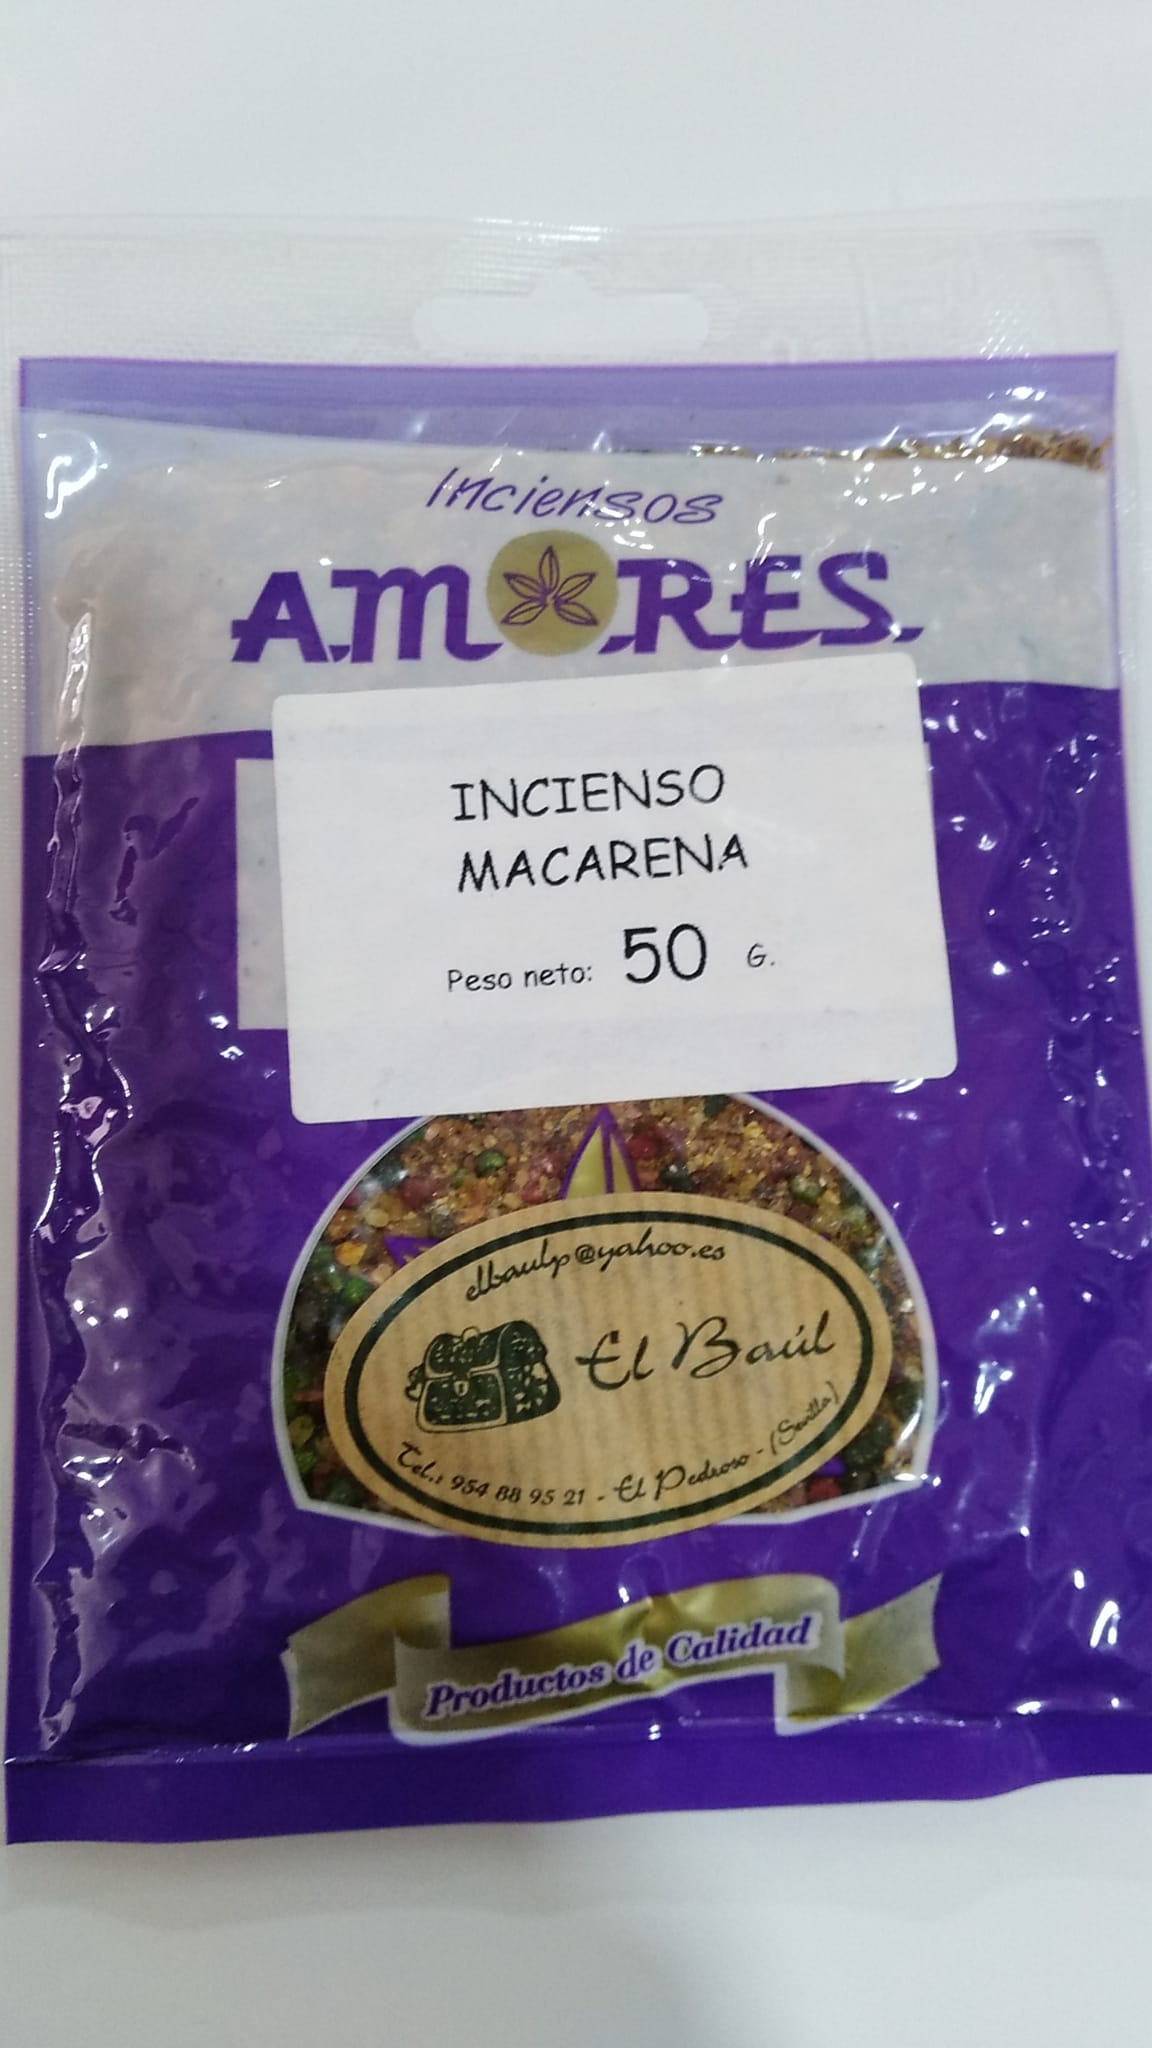 Inciensos
AMORES
INCIENSO
MACARENA
Peso neto: 50 G.
elbaulp@yahoo.es
El Baúl
Tel.: 954 88 95 21 - El Pedroso - (Sevilla)
Productos de Calidad